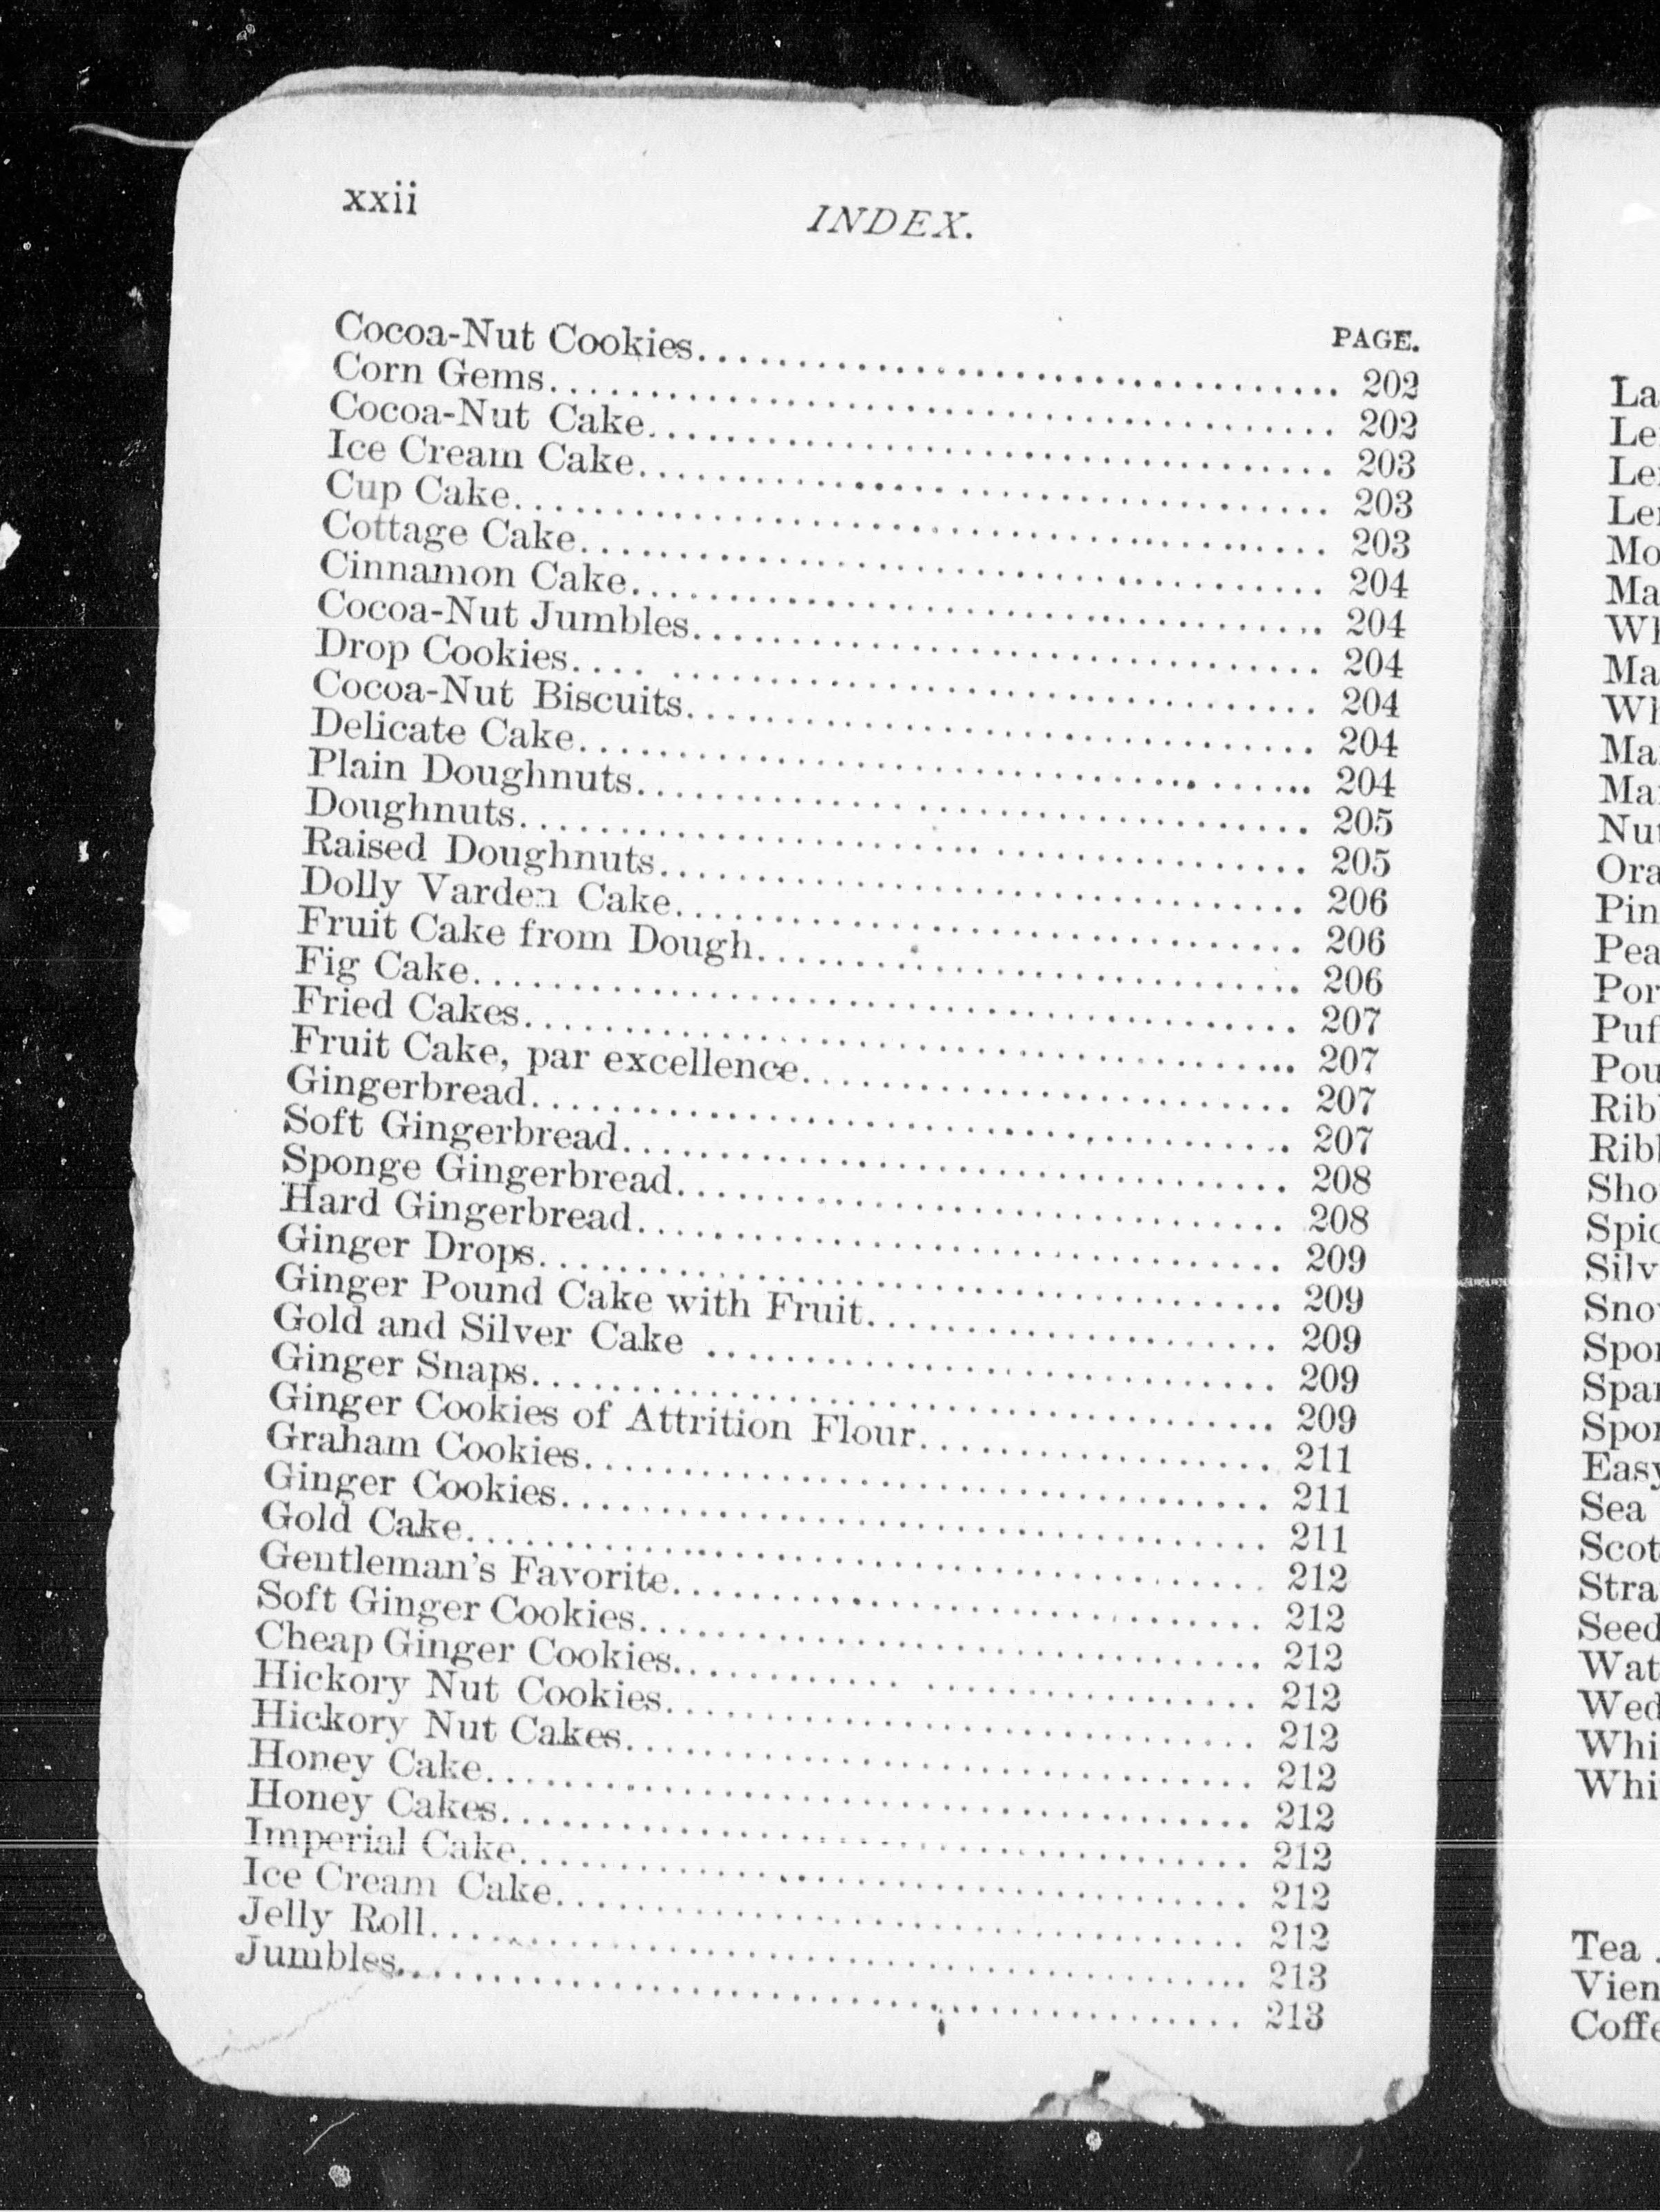 xxii
INDEX.
PAGE.
Cocoa-Nut Cookies........ 202
Corn Gems........ 202
Cocoa-Nut Cake........ 203
Ice Cream Cake........ 203
Cup Cake........ 203
Cottage Cake........ 204
Cinnamon Cake........ 204
Cocoa-Nut Jumbles........ 204
Drop Cookies........ 204
Cocoa-Nut Biscuits........ 204
Delicate Cake........ 204
Plain Doughnuts........ 205
Doughnuts........ 205
Raised Doughnuts........ 206
Dolly Varden Cake........ 206
Fruit Cake from Dough........ 206
Fig Cake........ 207
Fried Cakes........ 207
Fruit Cake, par excellence........ 207
Gingerbread........ 207
Soft Gingerbread........ 208
Sponge Gingerbread........ 208
Hard Gingerbread........ 209
Ginger Drops........ 209
Ginger Pound Cake with Fruit........ 209
Gold and Silver Cake ........ 209
Ginger Snaps........ 209
Ginger Cookies of Attrition Flour........ 211
Graham Cookies........ 211
Ginger Cookies........ 211
Gold Cake........ 212
Gentleman's Favorite........ 212
Soft Ginger Cookies........ 212
Cheap Ginger Cookies........ 212
Hickory Nut Cookies........ 212
Hickory Nut Cakes........ 212
Honey Cake........ 212
Honey Cakes........ 212
Imperial Cake........ 212
Ice Cream Cake........ 212
Jelly Roll........ 213
Jumbles........ 213
Easy
Sea
Tea